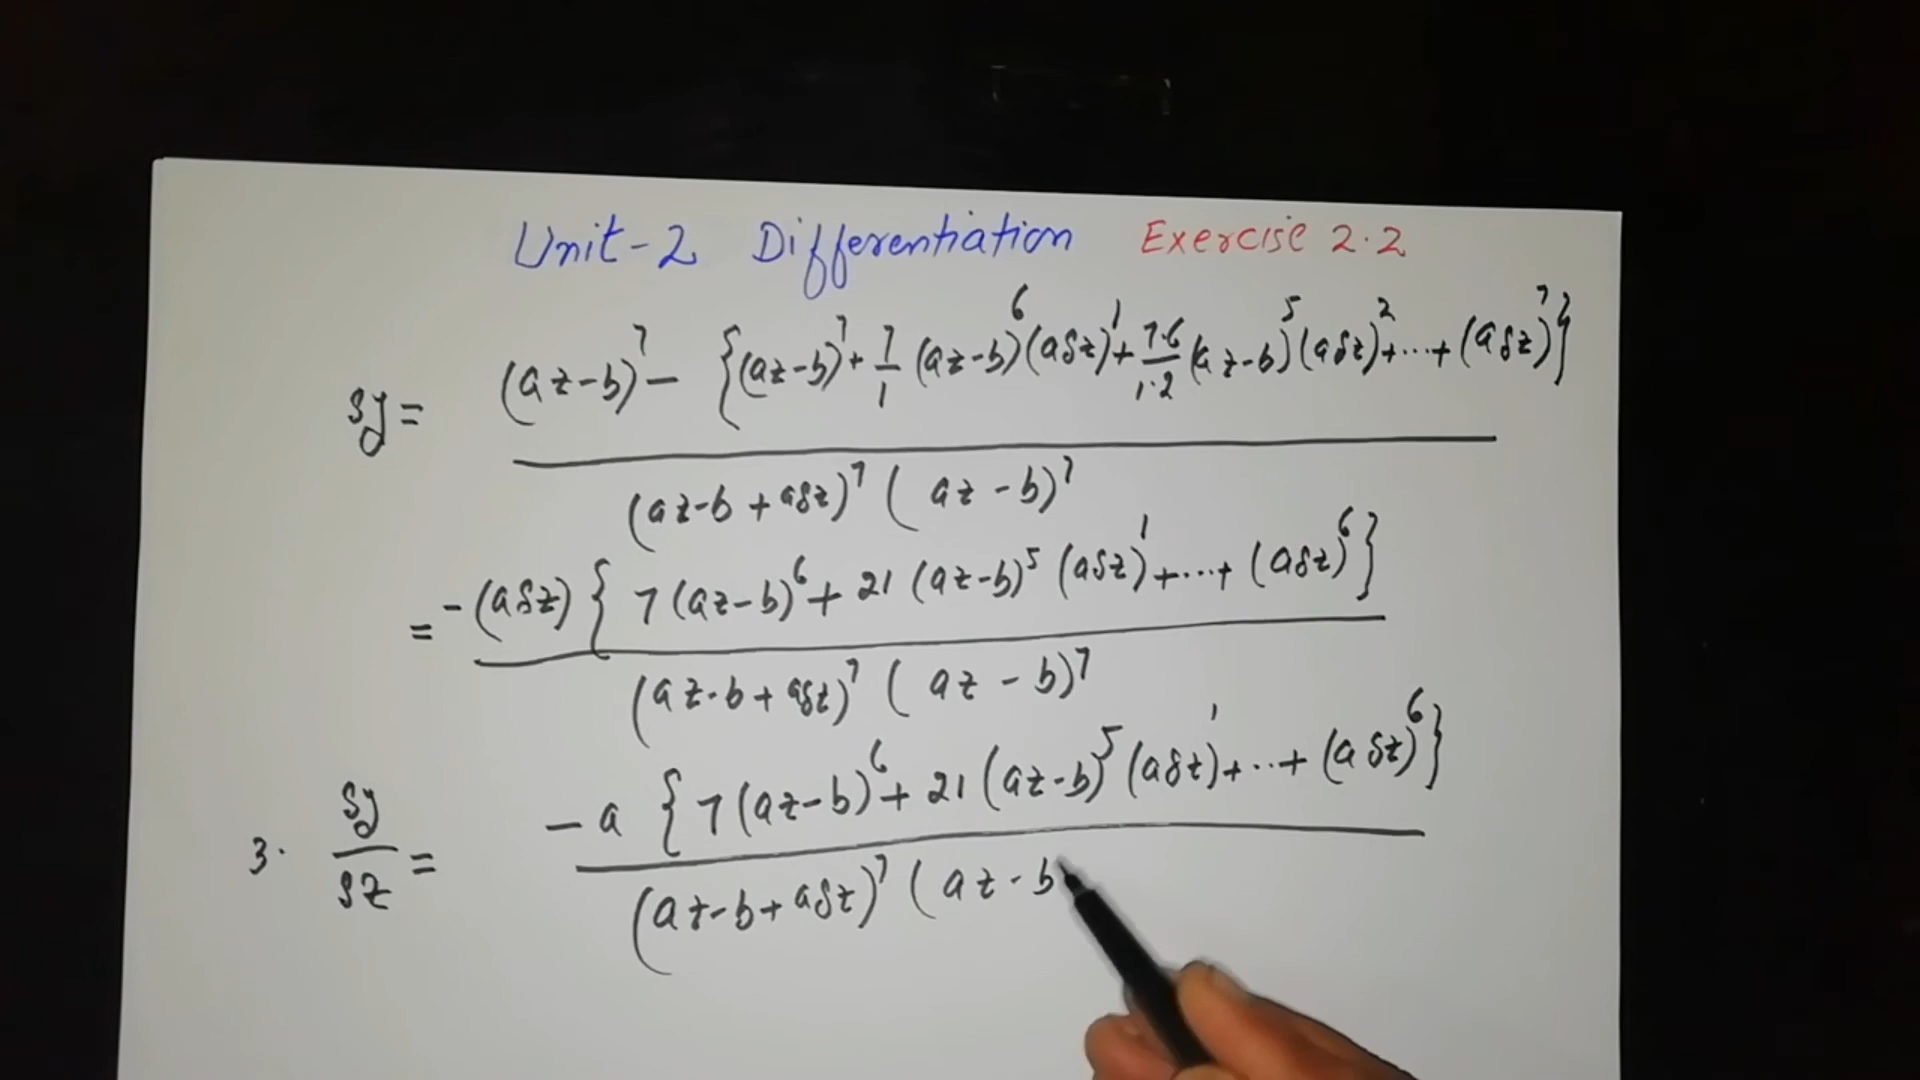 Unit-2 Differentiation Exercise 2.2
δy = (az-b)^7 - {(az-b)^7 + 7/1 (az-b)^6 (aδz)^1 + 7·6/1·2 (az-b)^5 (aδz)^2 + ... + (aδz)^7}
(az-b+aδz)^7 (az-b)^7
= -(aδz) { 7(az-b)^6 + 21 (az-b)^5 (aδz)^1 + ... + (aδz)^6}
(az-b+aδz)^7 (az-b)^7
3. δy/δz = -a {7(az-b)^6 + 21 (az-b)^5 (aδz)^1 + ... + (aδz)^6}
(az-b+aδz)^7 (az-b